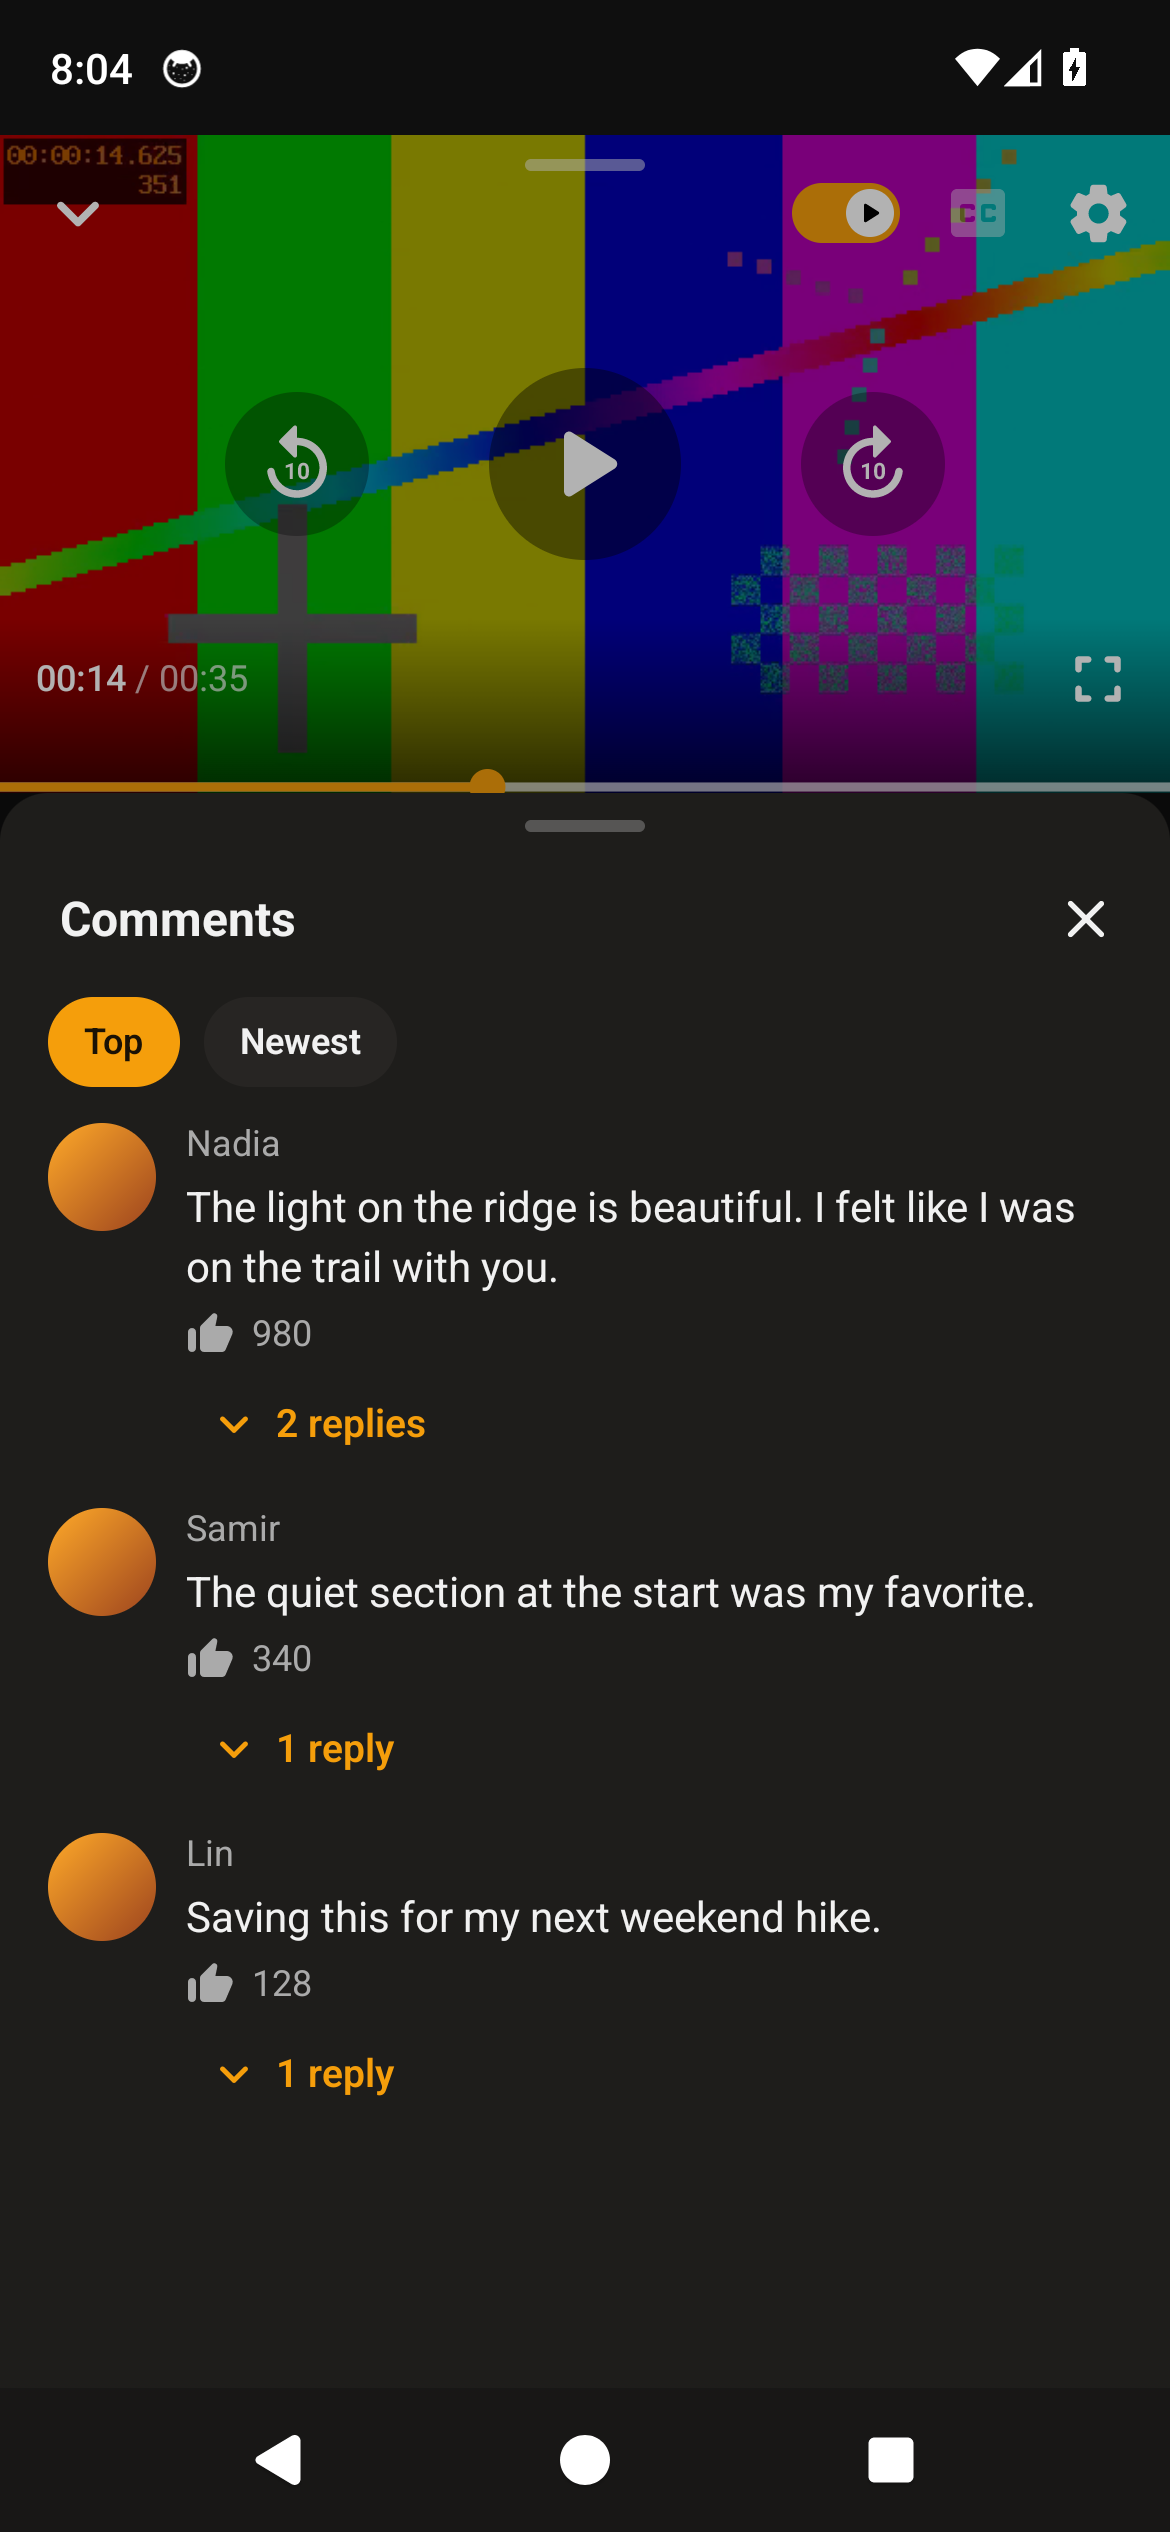 8:04
00:00:14.625
351
CC
10
10
00:14 / 00:35
Comments
Top
Newest
Nadia
The light on the ridge is beautiful. I felt like I was
on the trail with you.
980
2 replies
Samir
The quiet section at the start was my favorite.
340
1 reply
Lin
Saving this for my next weekend hike.
128
1 reply